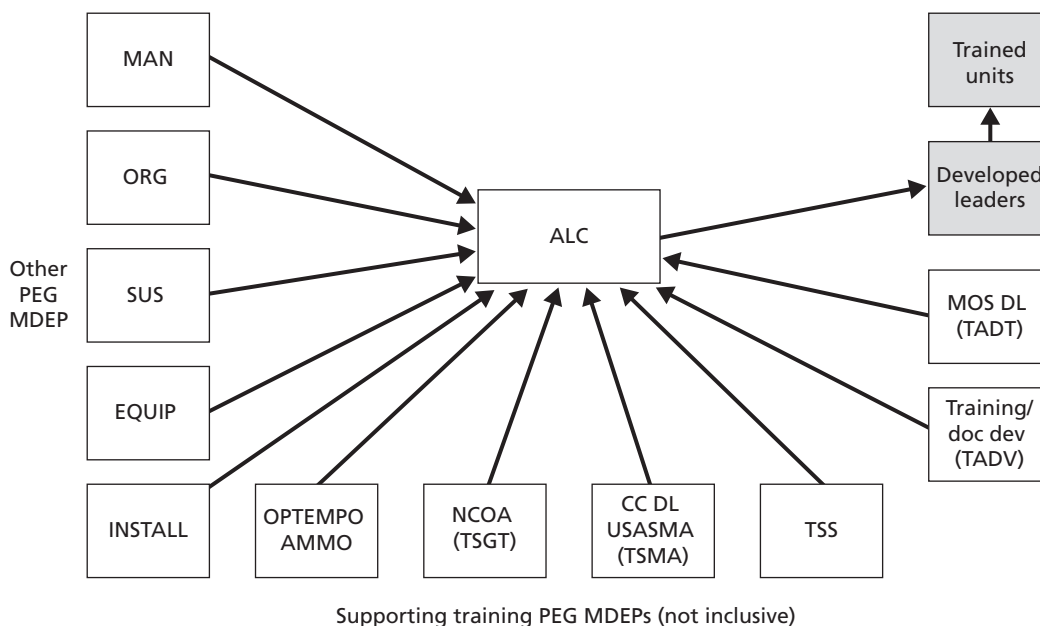 MAN
Trained
units
ORG
Developed
leaders
ALC
Other
PEG
MDEP
SUS
MOS DL
(TADT)
EQUIP
Training/
doc dev
(TADV)
INSTALL
OPTEMPO
AMMO
NCOA
(TSGT)
CC DL
USASMA
(TSMA)
TSS
Supporting training PEG MDEPs (not inclusive)